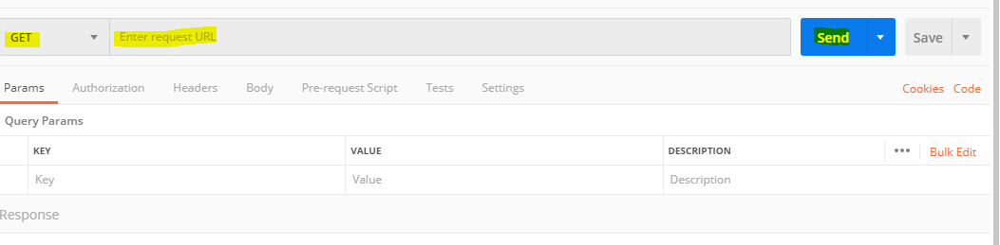 GET Enter request URL Send Save
Params Authorization Headers Body Pre-request Script Tests Settings Cookies Code
Query Params
KEY VALUE DESCRIPTION ••• Bulk Edit
Key Value Description
Response